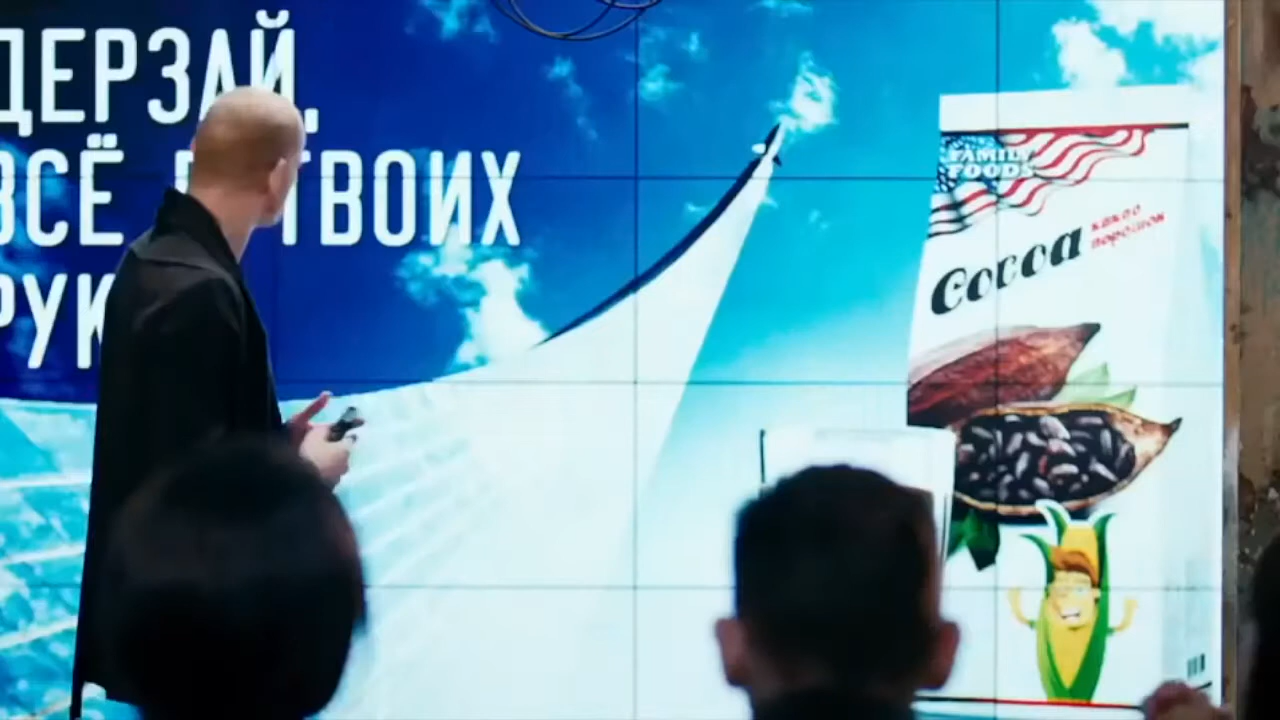 ДЕРЗАЙ.
ВСЁ В ТВОИХ
РУК
FAMILY
FOODS
Cocoa
какао
порошок